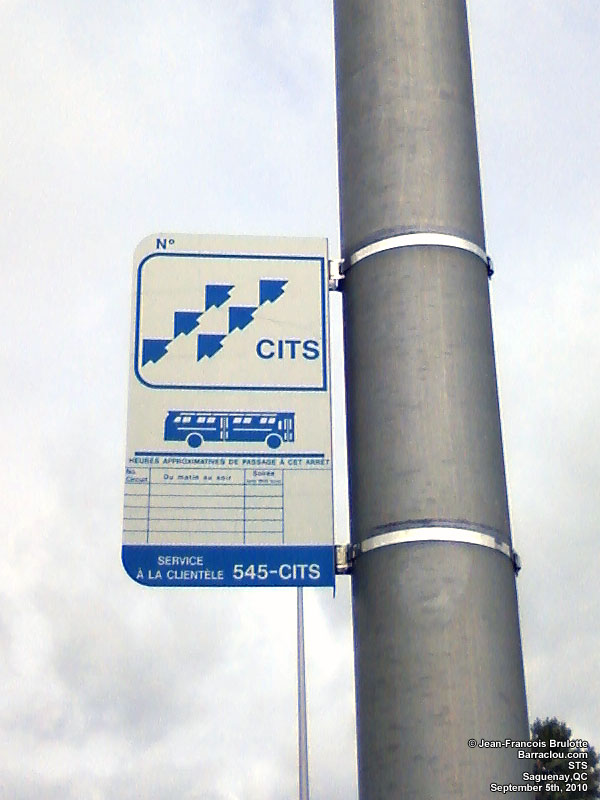 N°
CITS
HEURES APPROXIMATIVES DE PASSAGE À CET ARRÊT
No. Circuit
Du matin au soir
Soirée
SERVICE
À LA CLIENTÈLE 545-CITS
© Jean-Francois Brulotte
Barraclou.com
STS
Saguenay,QC
September 5th, 2010